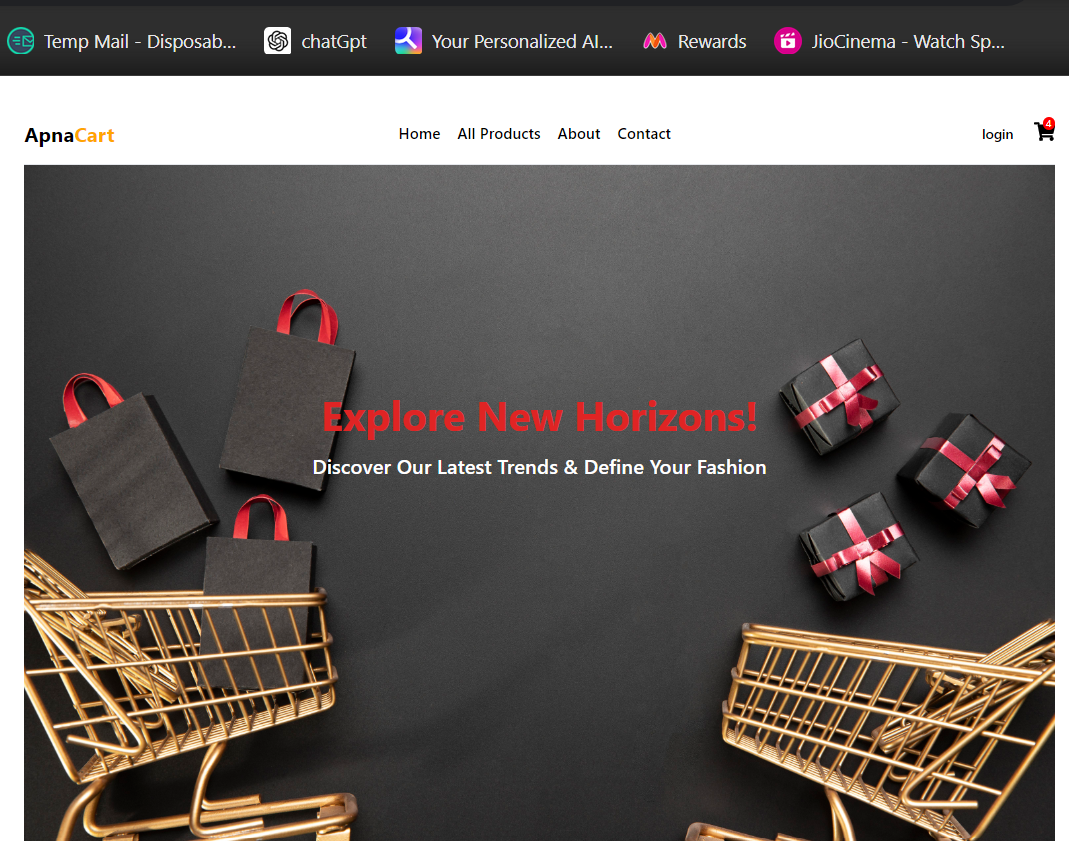 Temp Mail - Disposab... chatGpt Your Personalized AI... Rewards JioCinema - Watch Sp...
ApnaCart Home All Products About Contact login 4
Explore New Horizons!
Discover Our Latest Trends & Define Your Fashion